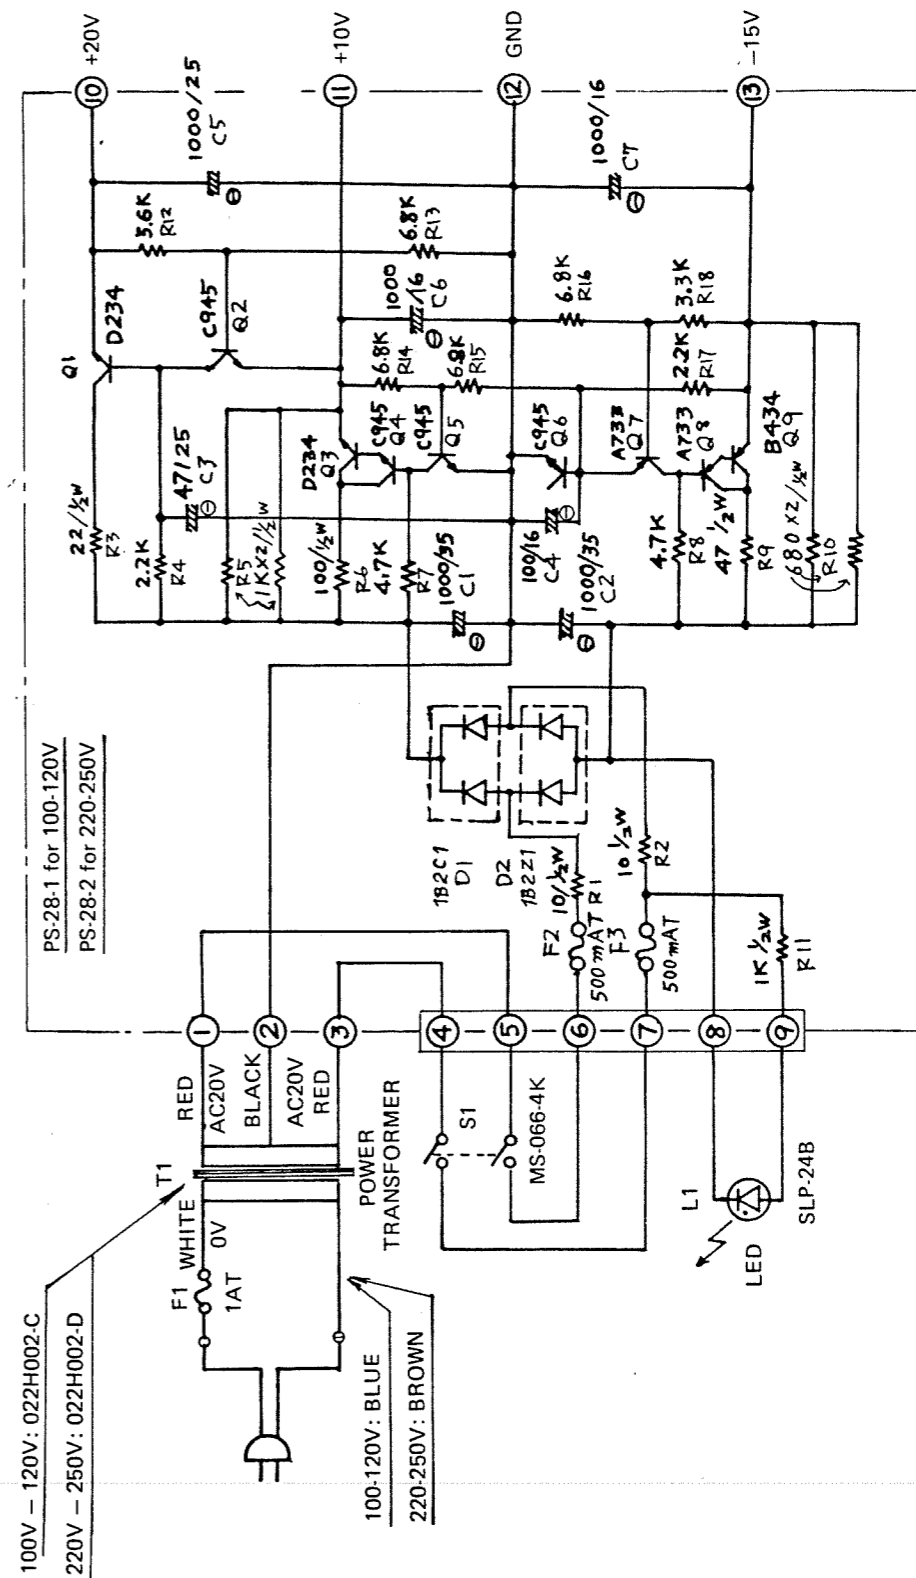 100V – 120V: 022H002-C
220V – 250V: 022H002-D
PS-28-1 for 100-120V
PS-28-2 for 220-250V
T1
F1
1AT
WHITE
0V
100-120V: BLUE
220-250V: BROWN
POWER
TRANSFORMER
RED
AC20V
BLACK
AC20V
RED
1
2
3
4
5
6
7
8
9
S1
MS-066-4K
L1
LED
SLP-24B
F2
500mAT
F3
500mAT
10/½W
R1
10 ½W
R2
1K ½W
R11
1B2C1
D1
D2
1B2Z1
22/½W
R3
2.2K
R4
47/25
C3
R5
1K×2/½W
100/½W
R6
4.7K
R7
1000/35
C1
100/16
C4
1000/35
C2
4.7K
R8
47 ½W
R9
680×2/½W
R10
Q1
D234
C945
Q2
D234
Q3
C945
Q4
C945
Q5
C945
Q6
A733
Q7
A733
Q8
B434
Q9
3.6K
R12
6.8K
R13
6.8K
R14
6.8K
R15
6.8K
R16
2.2K
R17
3.3K
R18
1000/25
C5
1000
/16
C6
1000/16
C7
10
+20V
11
+10V
12
GND
13
-15V